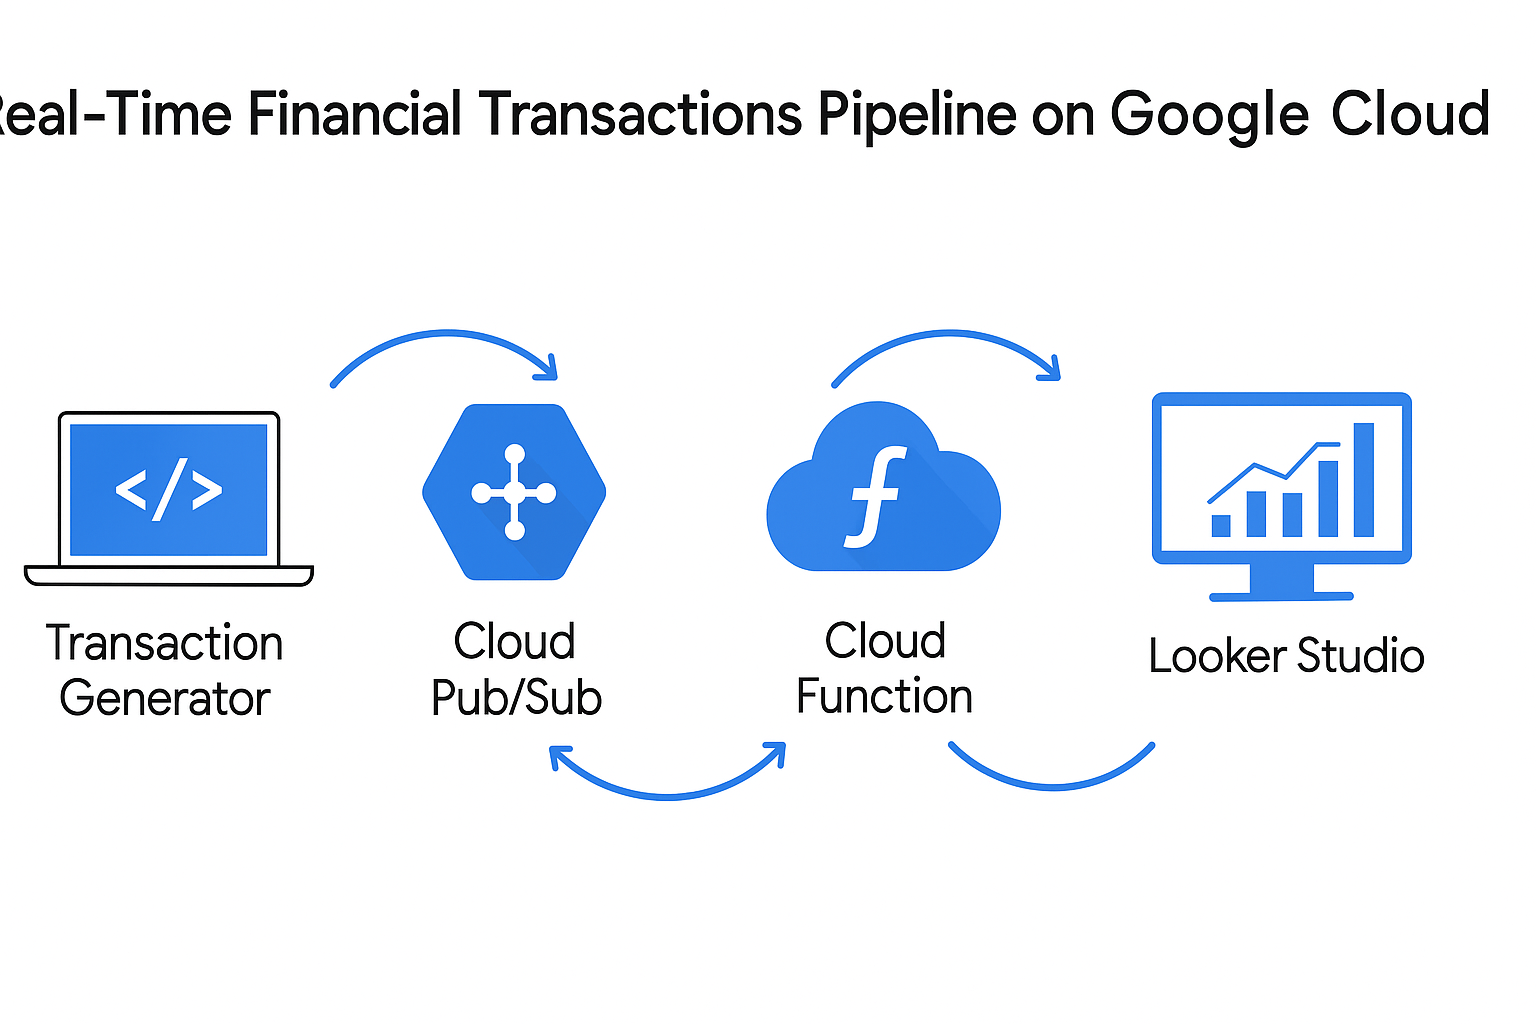 Real-Time Financial Transactions Pipeline on Google Cloud
</>
f
Transaction
Generator
Cloud
Pub/Sub
Cloud
Function
Looker Studio